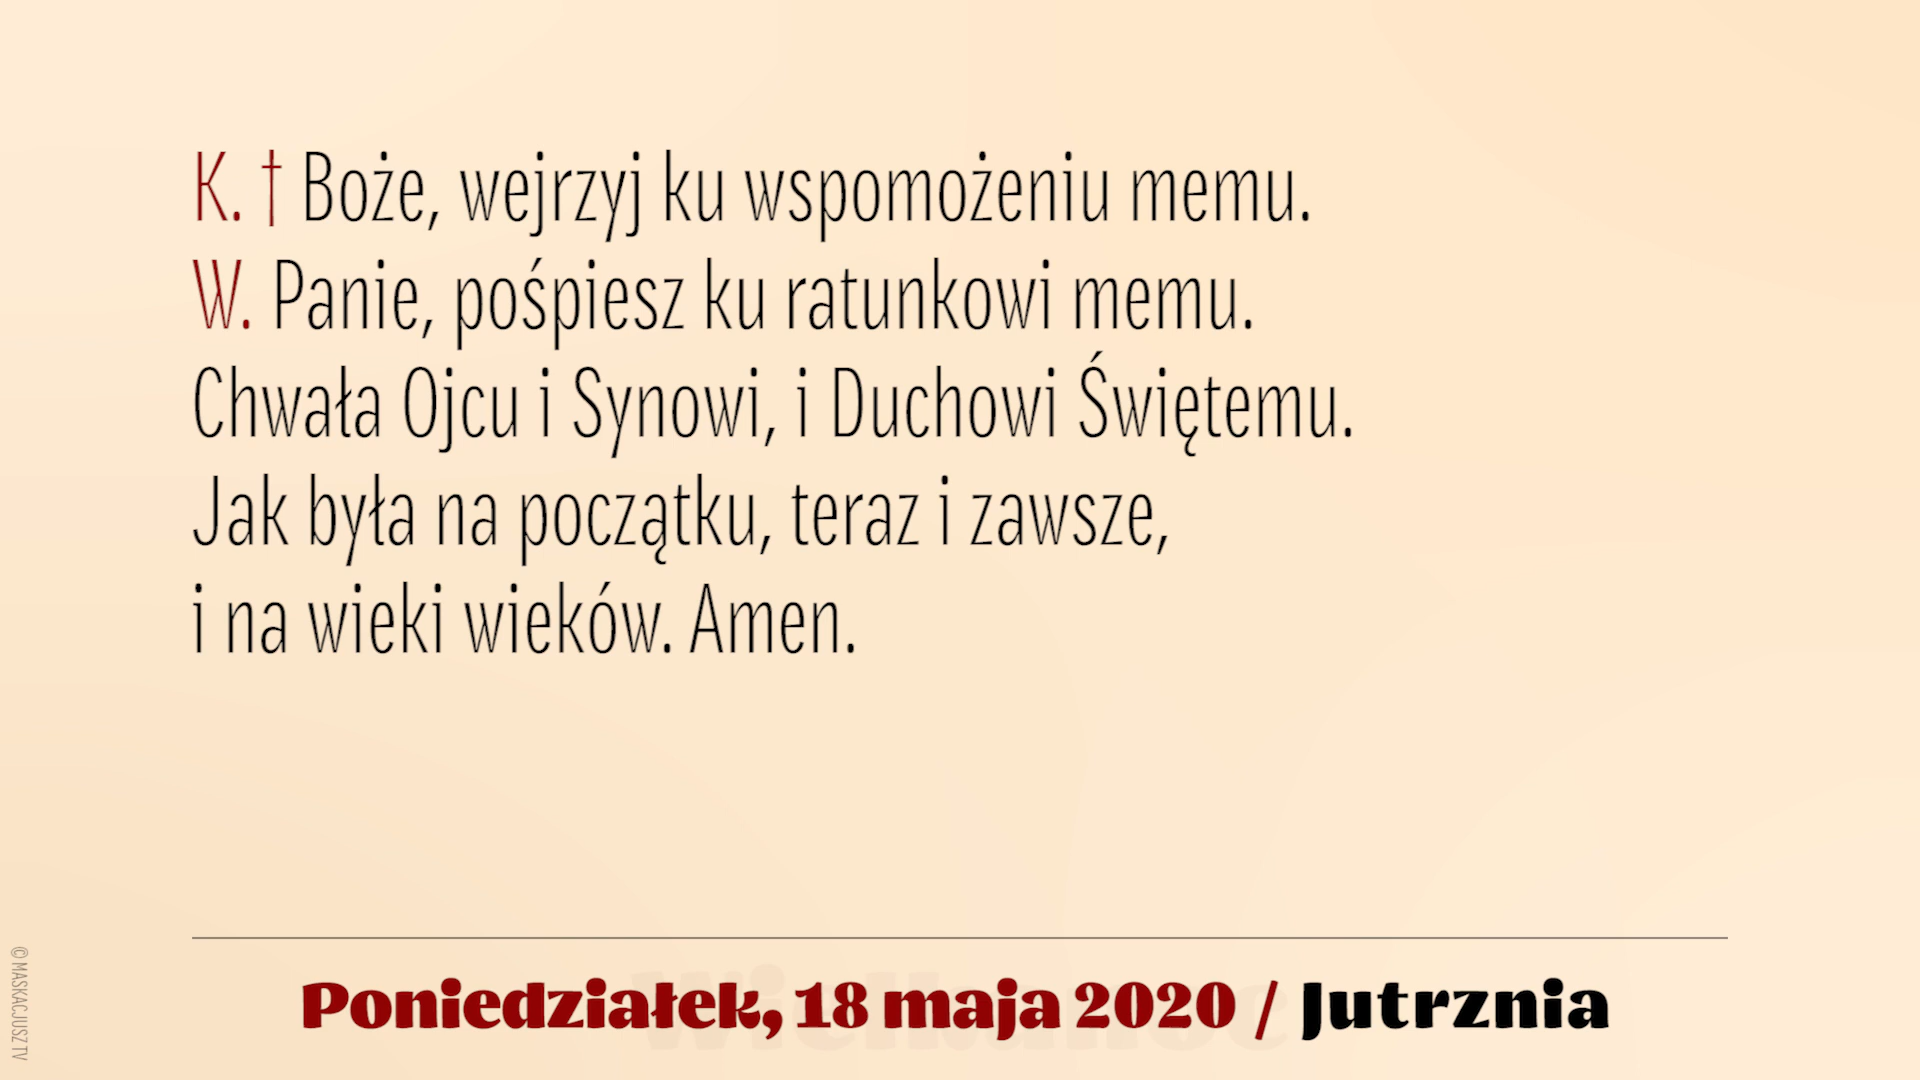 K. † Boże, wejrzyj ku wspomożeniu memu.
W. Panie, pośpiesz ku ratunkowi memu.
Chwała Ojcu i Synowi, i Duchowi Świętemu.
Jak była na początku, teraz i zawsze,
i na wieki wieków. Amen.
Poniedziałek, 18 maja 2020 / Jutrznia
© MASKACJUSZ TV